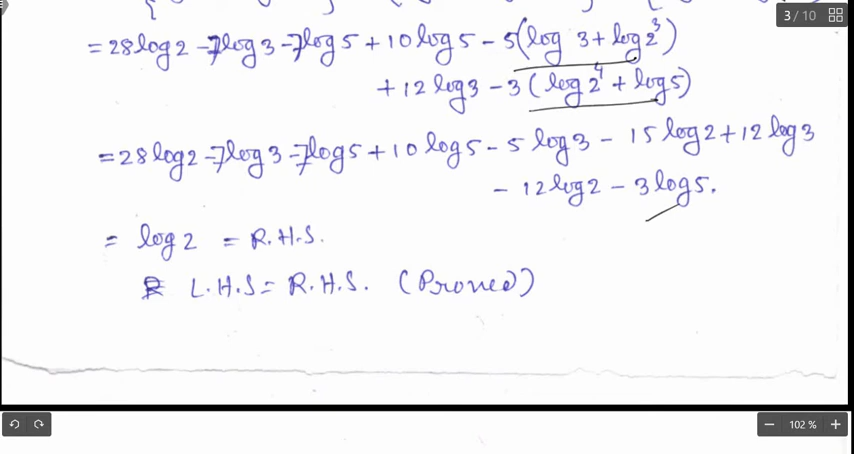 3 / 10
= 28 log 2 - 7 log 3 - 7 log 5 + 10 log 5 - 5 (log 3 + log 2³)
+ 12 log 3 - 3 (log 2⁴ + log 5)
= 28 log 2 - 7 log 3 - 7 log 5 + 10 log 5 - 5 log 3 - 15 log 2 + 12 log 3
- 12 log 2 - 3 log 5.
= log 2 = R.H.S.
L.H.S = R.H.S. (Proved)
102 %